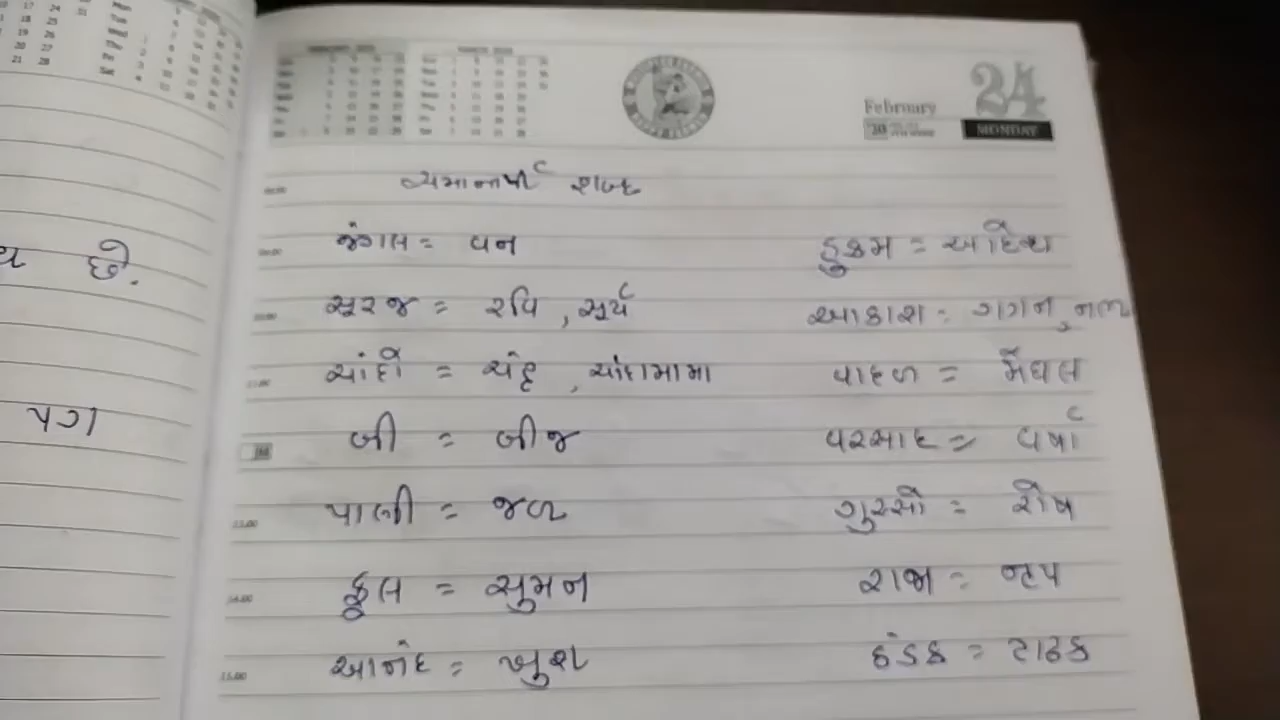 February
24
MONDAY
સમાનાર્થી શબ્દ
જંગલ = વન
હુકમ = આદેશ
સૂરજ = રવિ, સૂર્ય
આકાશ = ગગન, નભ
ચાંદો = ચંદ્ર, ચાંદામામા
વાદળ = મેઘલ
બી = બીજ
વરસાદ = વર્ષા
પાણી = જળ
ગુસ્સો = રોષ
ફૂલ = સુમન
રાજા = નૃપ
આનંદ = ખુશ
ઠંડક = ટાઢક
છે.
પગ